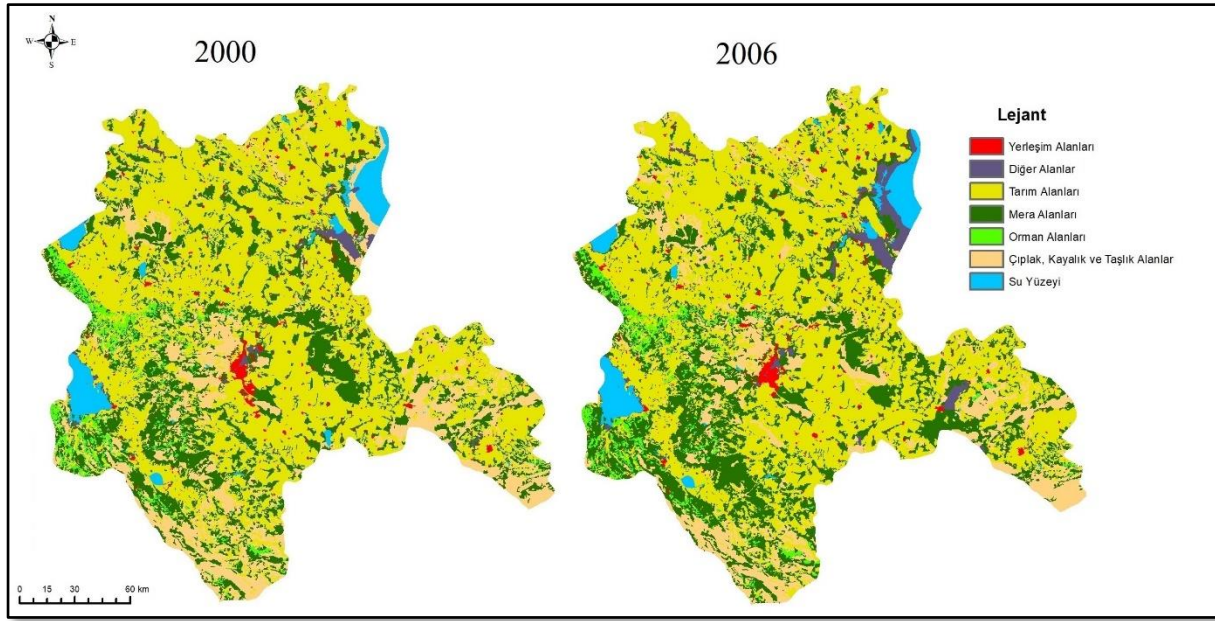 N
W E
S
2000
2006
Lejant
Yerleşim Alanları
Diğer Alanlar
Tarım Alanları
Mera Alanları
Orman Alanları
Çıplak, Kayalık ve Taşlık Alanlar
Su Yüzeyi
0 15 30 60 km